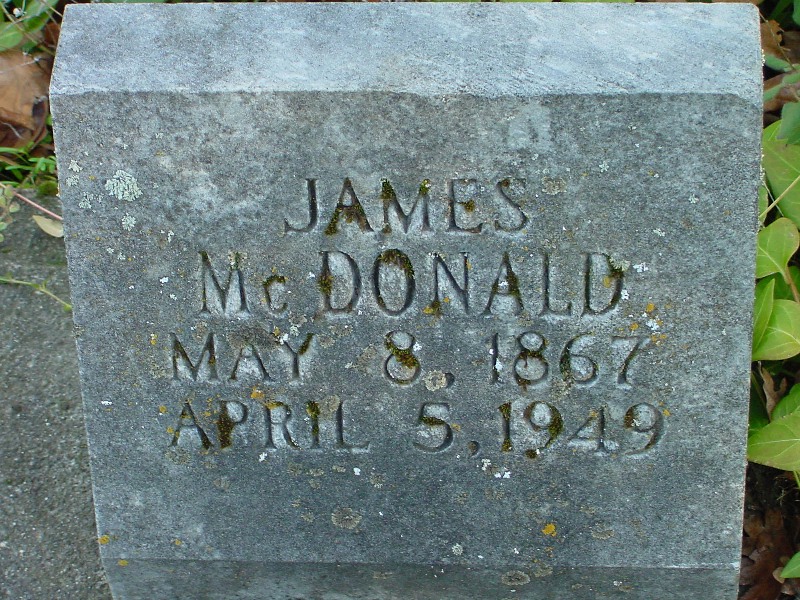 JAMES
McDONALD
MAY 8, 1867
APRIL 5, 1949